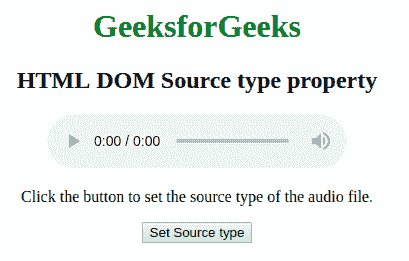 GeeksforGeeks
HTML DOM Source type property
0:00 / 0:00
Click the button to set the source type of the audio file.
Set Source type